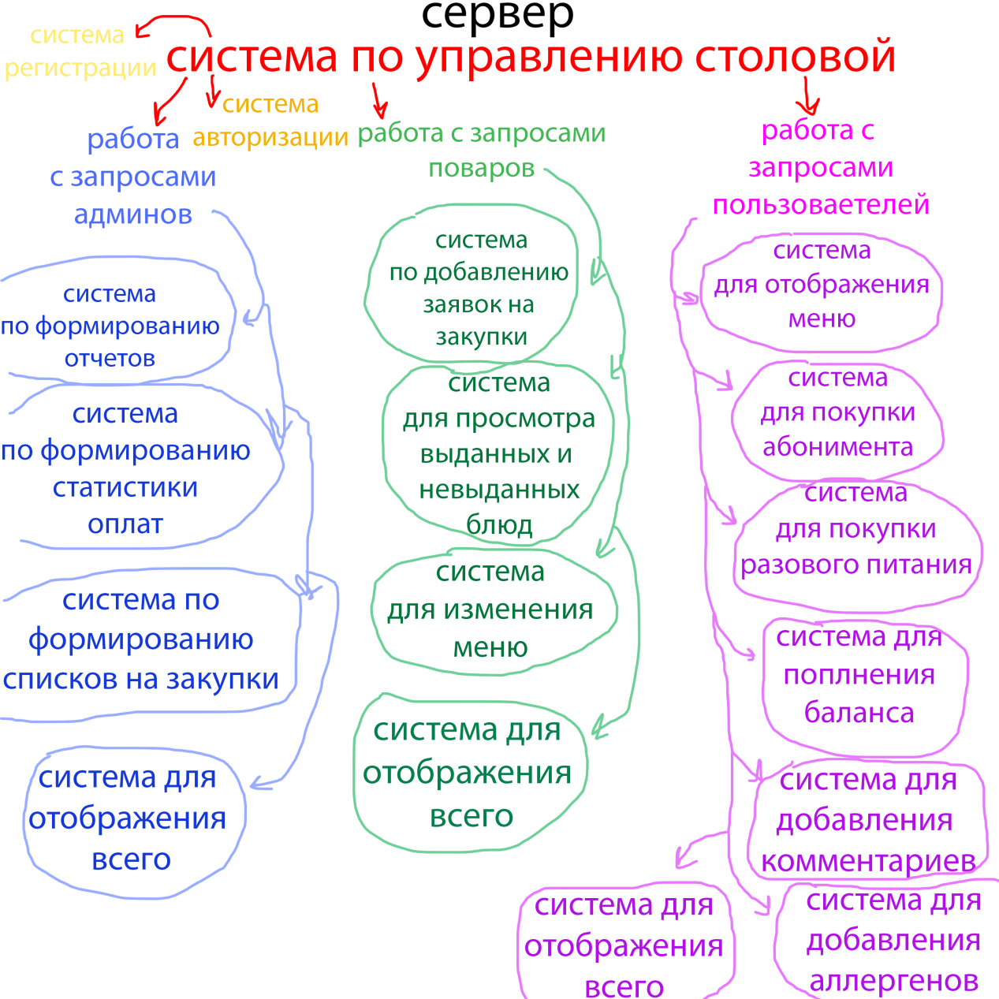 сервер
система по управлению столовой
система
регистрации
система
авторизации
работа
с запросами
админов
система
по формированию
отчетов
система
по формированию
статистики
оплат
система по
формированию
списков на закупки
система для
отображения
всего
работа с запросами
поваров
система
по добавлению
заявок на
закупки
система
для просмотра
выданных и
невыданных
блюд
система
для изменения
меню
система для
отображения
всего
работа с
запросами
пользоваетелей
система
для отображения
меню
система
для покупки
абонимента
система
для покупки
разового питания
система для
поплнения
баланса
система для
добавления
комментариев
система для
добавления
аллергенов
система для
отображения
всего